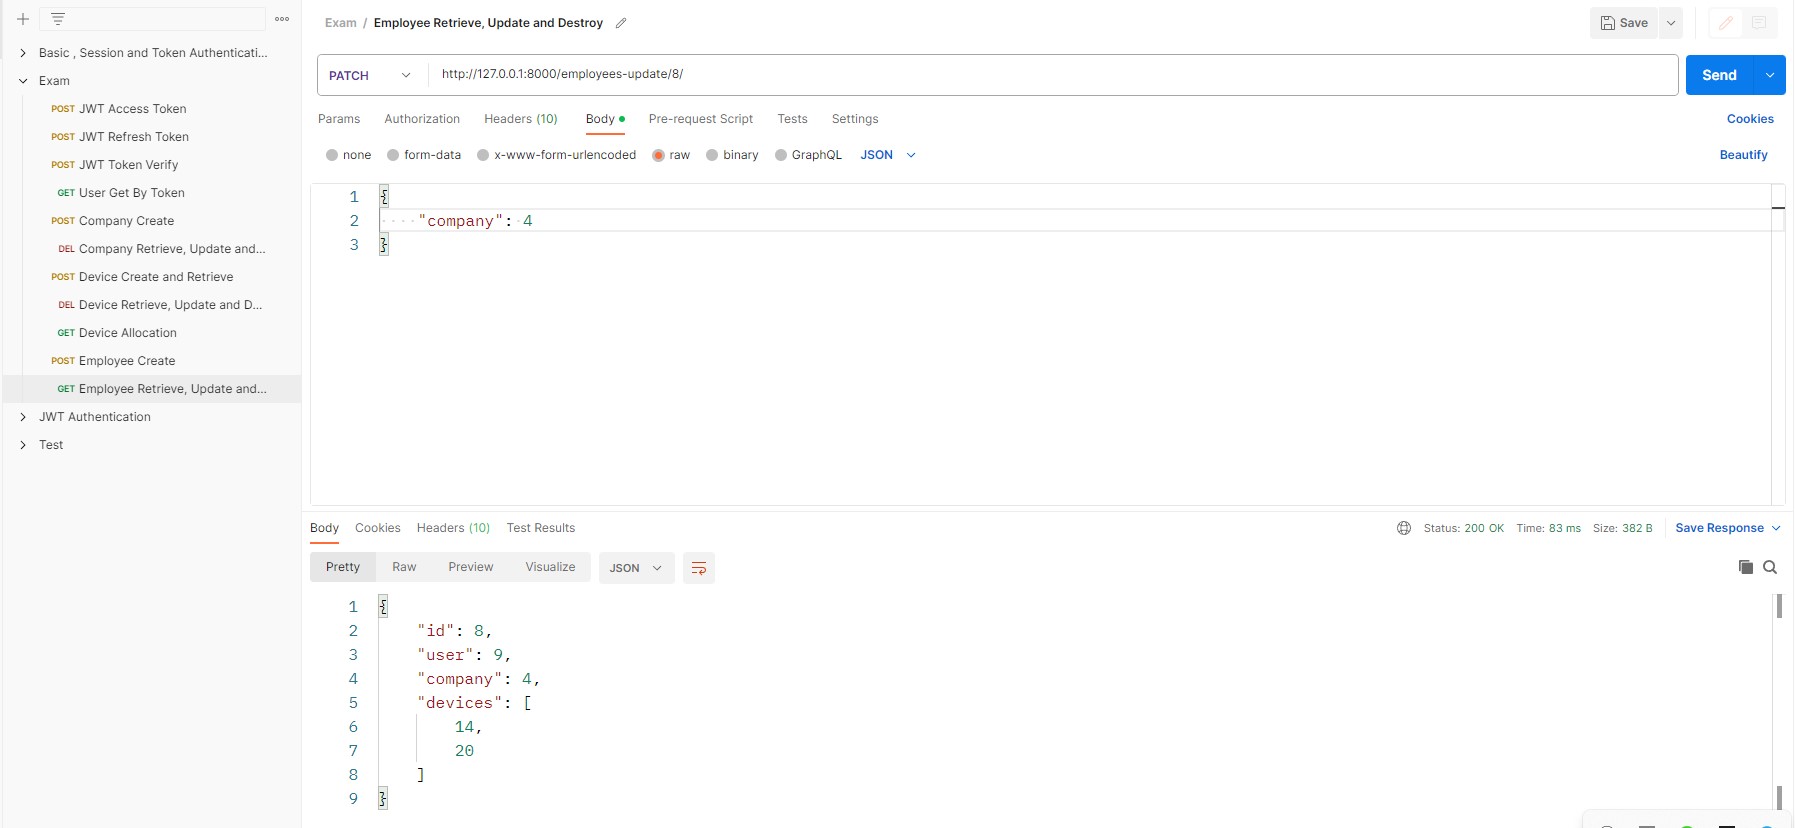 Basic , Session and Token Authenticati...
Exam
POST JWT Access Token
POST JWT Refresh Token
POST JWT Token Verify
GET User Get By Token
POST Company Create
DEL Company Retrieve, Update and...
POST Device Create and Retrieve
DEL Device Retrieve, Update and D...
GET Device Allocation
POST Employee Create
GET Employee Retrieve, Update and...
JWT Authentication
Test
Exam / Employee Retrieve, Update and Destroy
Save
PATCH http://127.0.0.1:8000/employees-update/8/
Send
Params Authorization Headers (10) Body Pre-request Script Tests Settings Cookies
none form-data x-www-form-urlencoded raw binary GraphQL JSON Beautify
1 {
2 "company": 4
3 }
Body Cookies Headers (10) Test Results Status: 200 OK Time: 83 ms Size: 382 B Save Response
Pretty Raw Preview Visualize JSON
1 {
2 "id": 8,
3 "user": 9,
4 "company": 4,
5 "devices": [
6 14,
7 20
8 ]
9 }